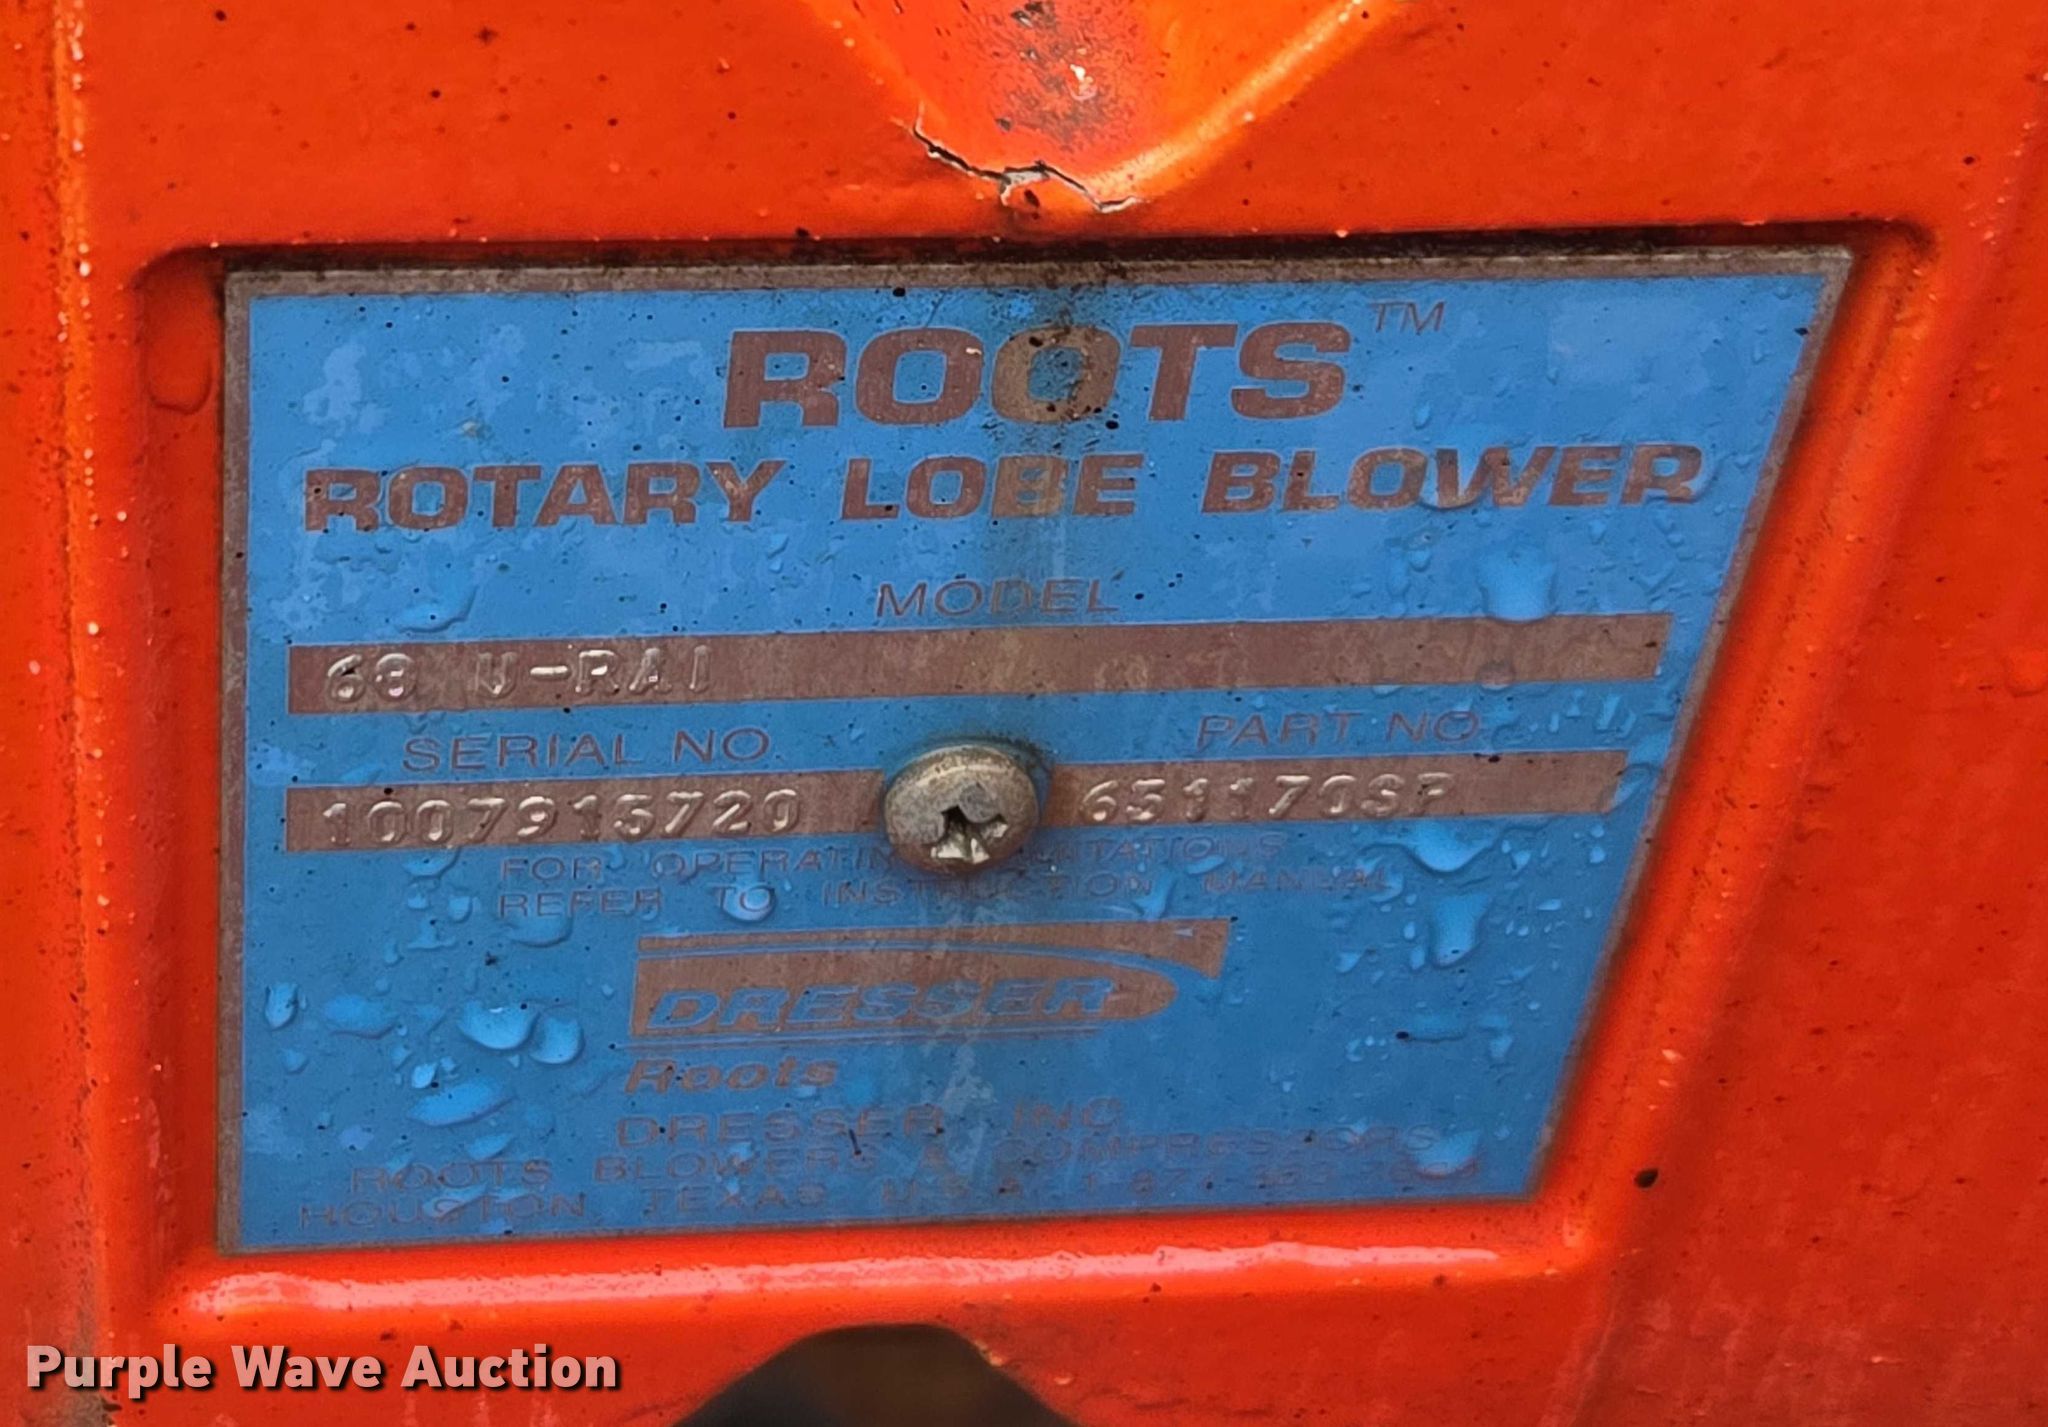 ROOTS™
ROTARY LOBE BLOWER
MODEL
68 U-RAI
SERIAL NO. PART NO.
1007915720 651170SP
FOR OPERATING LIMITATIONS
REFER TO INSTRUCTION MANUAL
DRESSER
Roots
DRESSER, INC.
ROOTS BLOWERS & COMPRESSORS
HOUSTON, TEXAS U.S.A.
Purple Wave Auction